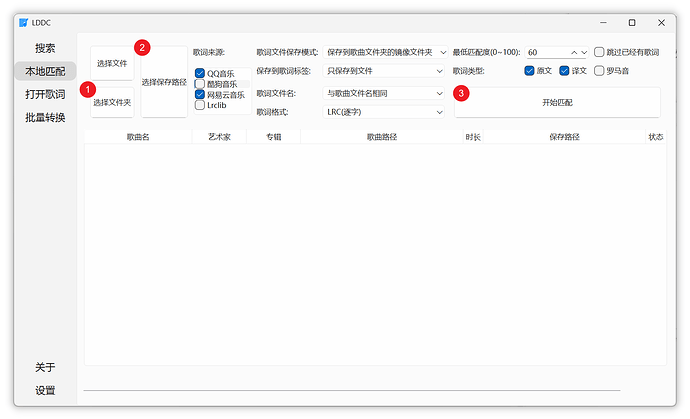 LDDC
搜索
本地匹配
打开歌词
批量转换
关于
设置
选择文件
1
选择文件夹
2
选择保存路径
歌词来源:
QQ音乐
酷狗音乐
网易云音乐
Lrclib
歌词文件保存模式: 保存到歌曲文件夹的镜像文件夹
保存到歌词标签: 只保存到文件
歌词文件名: 与歌曲文件名相同
歌词格式: LRC(逐字)
最低匹配度(0~100): 60 跳过已经有歌词
歌词类型: 原文 译文 罗马音
3
开始匹配
歌曲名 艺术家 专辑 歌曲路径 时长 保存路径 状态